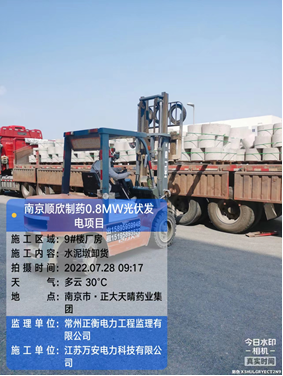 南京顺欣制药0.8MW光伏发
电项目
施工区域：9#楼厂房
施工内容：水泥墩卸货
拍摄时间：2022.07.28 09:17
天气：多云 30℃
地点：南京市·正大天晴药业集
团
监理单位：常州正衡电力工程监理有
限公司
施工单位：江苏万安电力科技有限公
司
今日水印
相机
真实时间